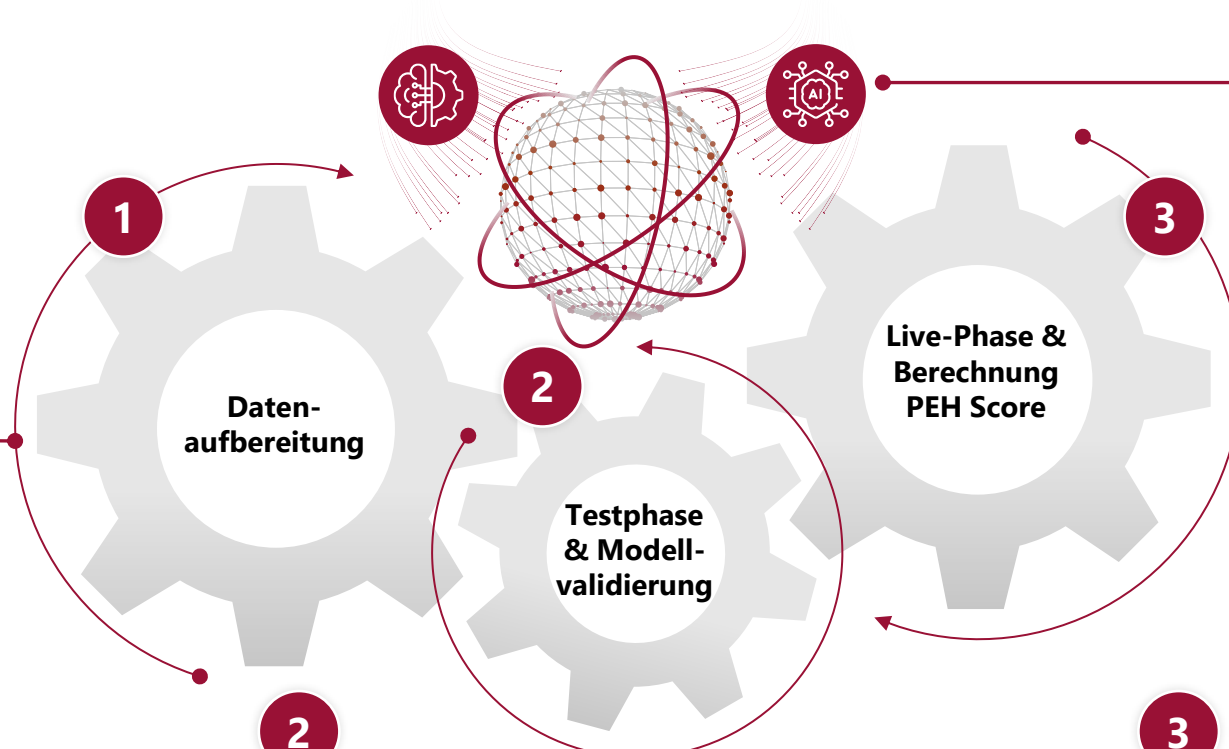 AI
1
3
Live-Phase &
Berechnung
PEH Score
2
Daten-
aufbereitung
Testphase
& Modell-
validierung
2
3